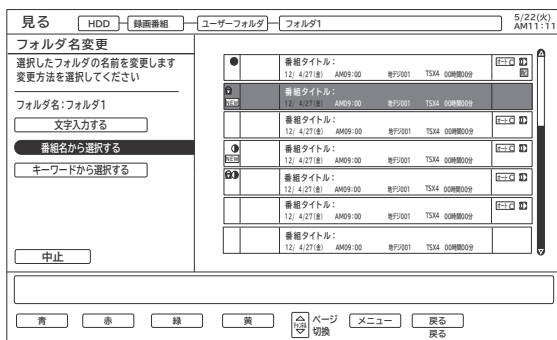 見る HDD 録画番組 ユーザーフォルダ フォルダ1 5/22(火)
AM11:11
フォルダ名変更
選択したフォルダの名前を変更します
変更方法を選択してください
フォルダ名:フォルダ1
文字入力する
番組名から選択する
キーワードから選択する
中止
番組タイトル:
12/ 4/27(金) AM09:00 地デジ001 TSX4 00時間00分
番組タイトル:
NEW 12/ 4/27(金) AM09:00 地デジ001 TSX4 00時間00分
番組タイトル:
12/ 4/27(金) AM09:00 地デジ001 TSX4 00時間00分
番組タイトル:
NEW 12/ 4/27(金) AM09:00 地デジ001 TSX4 00時間00分
番組タイトル:
12/ 4/27(金) AM09:00 地デジ001 TSX4 00時間00分
番組タイトル:
12/ 4/27(金) AM09:00 地デジ001 TSX4 00時間00分
番組タイトル:
12/ 4/27(金) AM09:00 地デジ001 TSX4 00時間00分
青 赤 緑 黄 チャンネル ページ 切換 メニュー 戻る
戻る